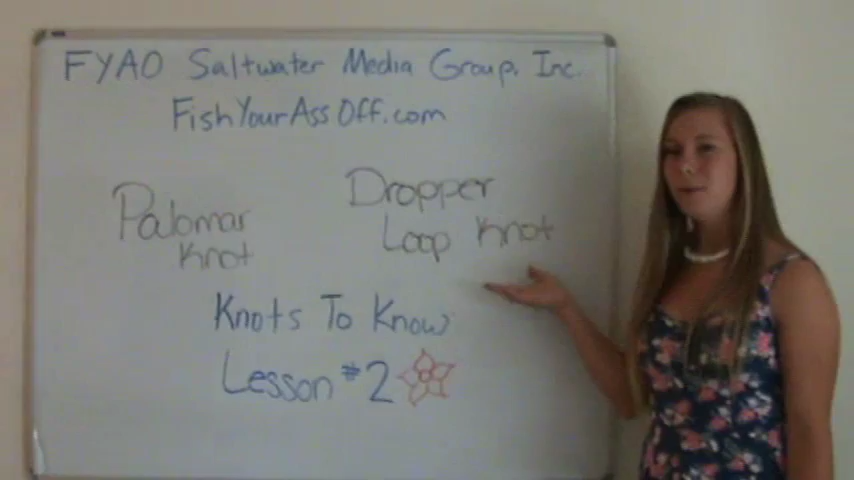 FYAO Saltwater Media Group, Inc.
FishYourAssOff.com
Palomar
Knot
Dropper
Loop Knot
Knots To Know
Lesson #2